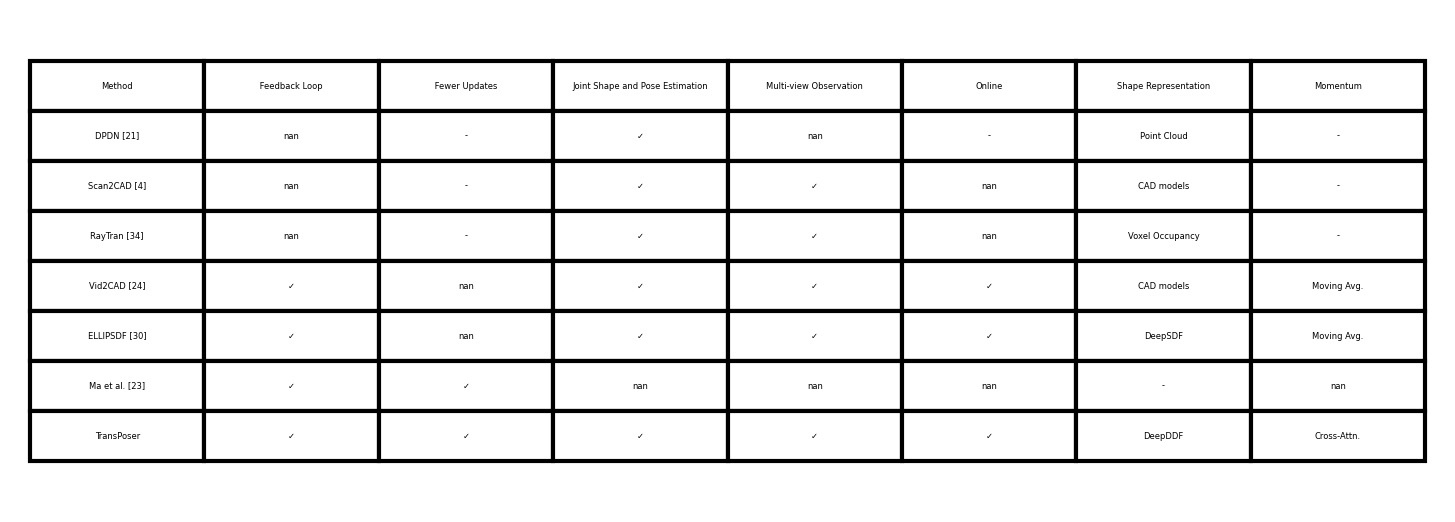 Method Feedback Loop Fewer Updates Joint Shape and Pose Estimation Multi-view Observation Online Shape Representation Momentum
DPDN [21] nan - ✓ nan - Point Cloud -
Scan2CAD [4] nan - ✓ ✓ nan CAD models -
RayTran [34] nan - ✓ ✓ nan Voxel Occupancy -
Vid2CAD [24] ✓ nan ✓ ✓ ✓ CAD models Moving Avg.
ELLIPSDF [30] ✓ nan ✓ ✓ ✓ DeepSDF Moving Avg.
Ma et al. [23] ✓ ✓ nan nan nan - nan
TransPoser ✓ ✓ ✓ ✓ ✓ DeepDDF Cross-Attn.